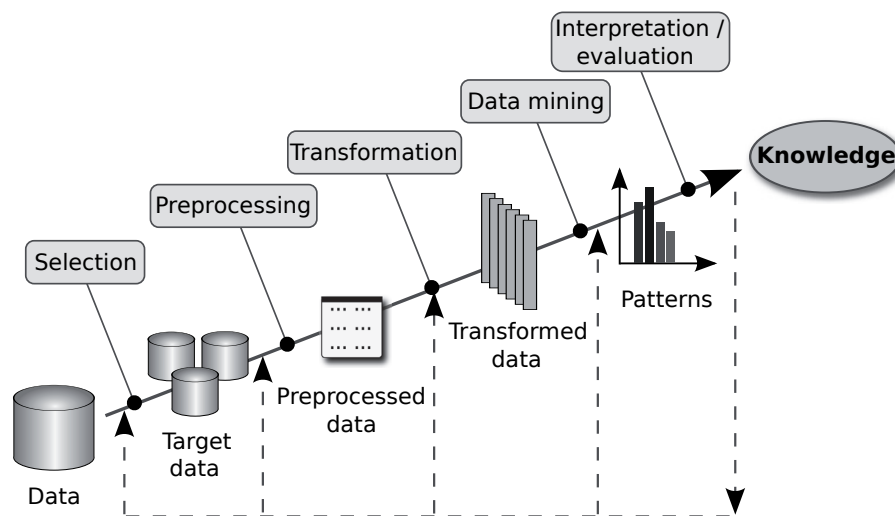 Interpretation /
evaluation
Data mining
Knowledge
Transformation
Preprocessing
Selection
Patterns
Transformed
data
Preprocessed
data
Target
data
Data